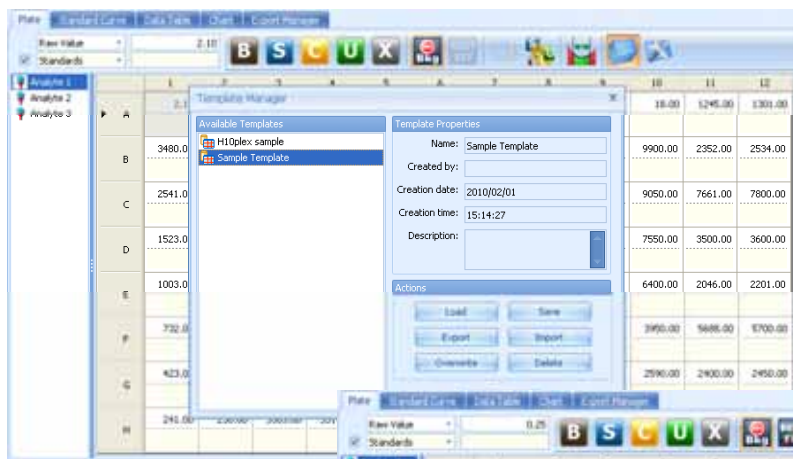 Plate Standard Curve Data Table Chart Export Manager
Raw Value 2.10 B S C U X Bkg
Standards
Analyte 1
Analyte 2
Analyte 3
1 2 3 4 5 6 7 8 9 10 11 12
Template Manager x
A 2.1 18.00 1245.00 1301.00
Available Templates Template Properties
H10plex sample
Sample Template
Name: Sample Template
Created by:
Creation date: 2010/02/01
Creation time: 15:14:27
Description:
B 3480.0 9900.00 2352.00 2534.00
C 2541.0 9050.00 7661.00 7800.00
D 1523.0 7550.00 3500.00 3600.00
E 1003.0 6400.00 2046.00 2201.00
Actions
Load Save
Export Import
Overwrite Delete
F 732.0 3950.00 5688.00 5700.00
G 423.0 2590.00 2400.00 2450.00
H 241.00
Plate Standard Curve Data Table Chart Export Manager
Raw Value 0.25 B S C U X Bkg
Standards